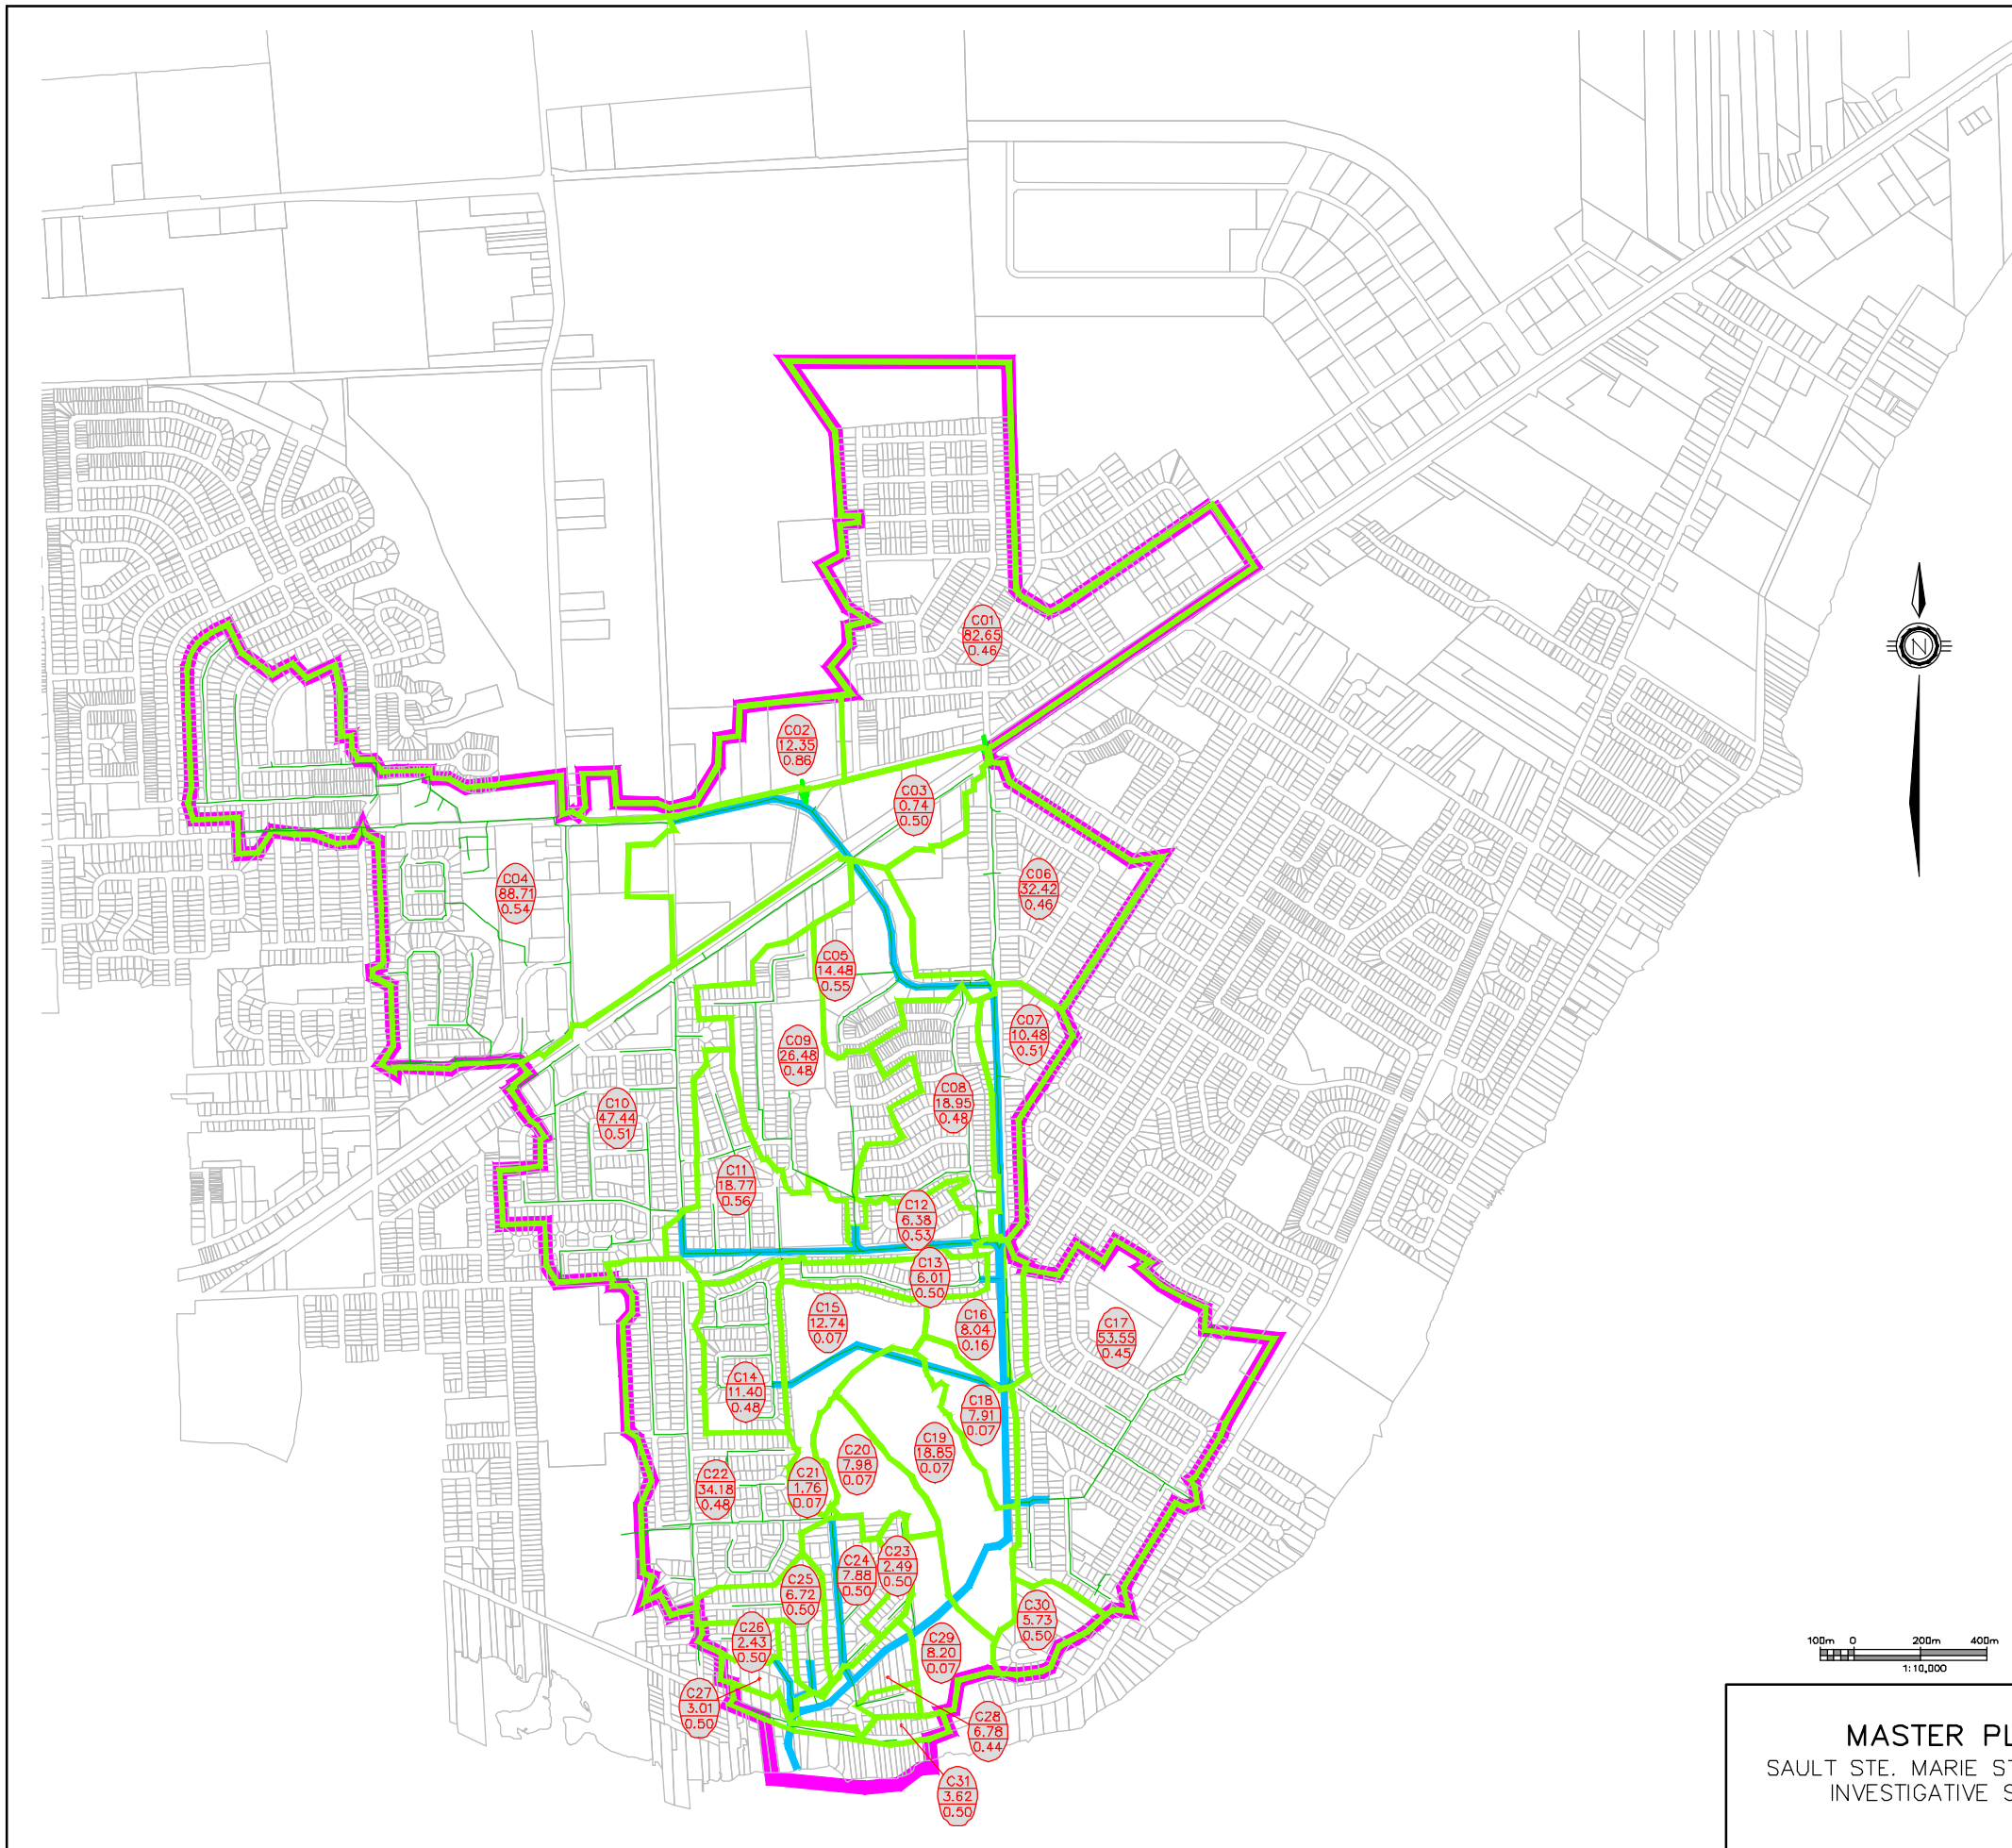 C01
82.65
0.46
C02
12.35
0.86
C03
0.74
0.50
C04
88.71
0.54
C06
32.42
0.46
C05
14.48
0.55
C07
10.48
0.51
C09
26.48
0.48
C08
18.95
0.48
C10
47.44
0.51
C11
18.77
0.56
C12
6.38
0.53
C13
6.01
0.50
C15
12.74
0.07
C16
8.04
0.16
C17
53.55
0.45
C14
11.40
0.48
C18
7.91
0.07
C19
18.85
0.07
C20
7.98
0.07
C21
1.76
0.07
C22
34.18
0.48
C23
2.49
0.50
C24
7.88
0.50
C25
6.72
0.50
C30
5.73
0.50
C26
2.43
0.50
C29
8.20
0.07
C27
3.01
0.50
C28
6.78
0.44
C31
3.62
0.50
N
100m 0 200m 400m
1:10,000
MASTER PL
SAULT STE. MARIE ST
INVESTIGATIVE S